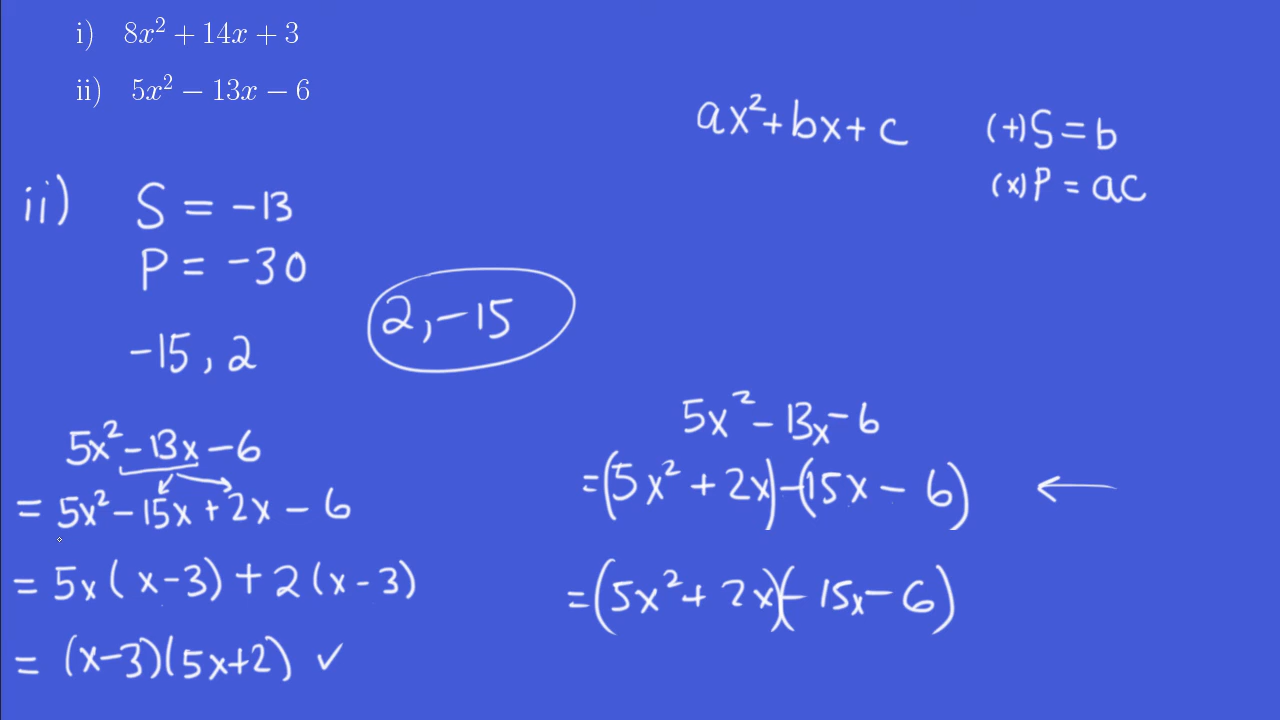 i) 8x² + 14x + 3
ii) 5x² − 13x − 6
ax² + bx + c
(+) S = b
(x) P = ac
ii) S = −13
P = −30
−15, 2
2, −15
5x² − 13x − 6
= 5x² − 15x + 2x − 6
= 5x(x−3) + 2(x−3)
= (x−3)(5x+2) ✓
5x² − 13x − 6
= (5x² + 2x) − (15x − 6) ←
= (5x² + 2x)(− 15x − 6)